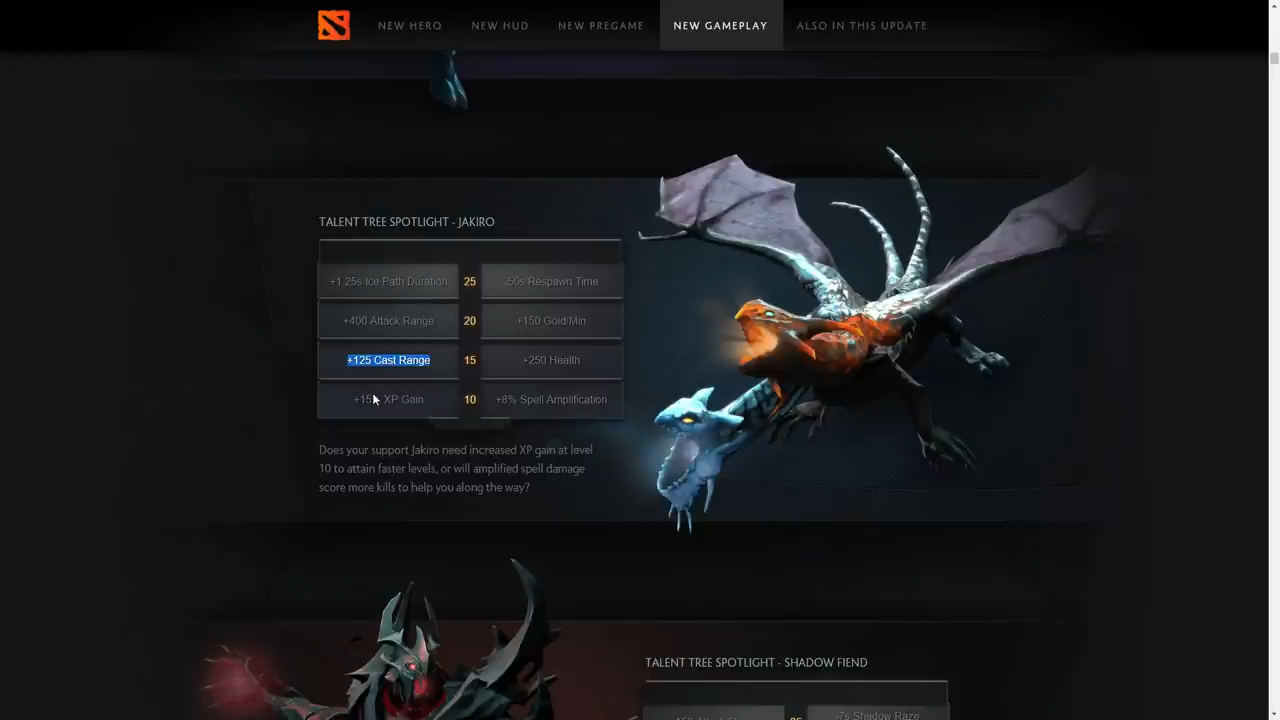 NEW HERO NEW HUD NEW PREGAME NEW GAMEPLAY ALSO IN THIS UPDATE
TALENT TREE SPOTLIGHT - JAKIRO
+1.25s Ice Path Duration 25 -50s Respawn Time
+400 Attack Range 20 +150 Gold/Min
+125 Cast Range 15 +250 Health
XP Gain 10 +8% Spell Amplification
Does your support Jakiro need increased XP gain at level
10 to attain faster levels, or will amplified spell damage
score more kills to help you along the way?
TALENT TREE SPOTLIGHT - SHADOW FIEND
-7s Shadow Raze